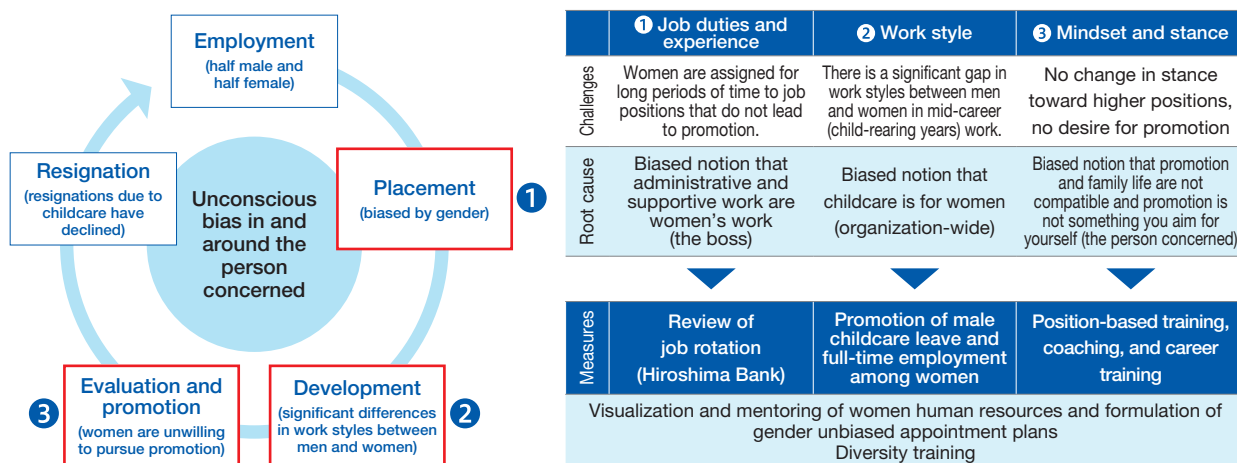 Employment
(half male and
half female)
Placement
(biased by gender)
1
Development
(significant differences
in work styles between
men and women)
2
Evaluation and
promotion
(women are unwilling
to pursue promotion)
3
Resignation
(resignations due to
childcare have
declined)
Unconscious
bias in and
around the
person
concerned
1 Job duties and
experience
2 Work style
3 Mindset and stance
Challenges
Women are assigned for
long periods of time to job
positions that do not lead
to promotion.
There is a significant gap in
work styles between men
and women in mid-career
(child-rearing years) work.
No change in stance
toward higher positions,
no desire for promotion
Root cause
Biased notion that
administrative and
supportive work are
women's work
(the boss)
Biased notion that
childcare is for women
(organization-wide)
Biased notion that promotion
and family life are not
compatible and promotion is
not something you aim for
yourself (the person concerned)
Measures
Review of
job rotation
(Hiroshima Bank)
Promotion of male
childcare leave and
full-time employment
among women
Position-based training,
coaching, and career
training
Visualization and mentoring of women human resources and formulation of
gender unbiased appointment plans
Diversity training